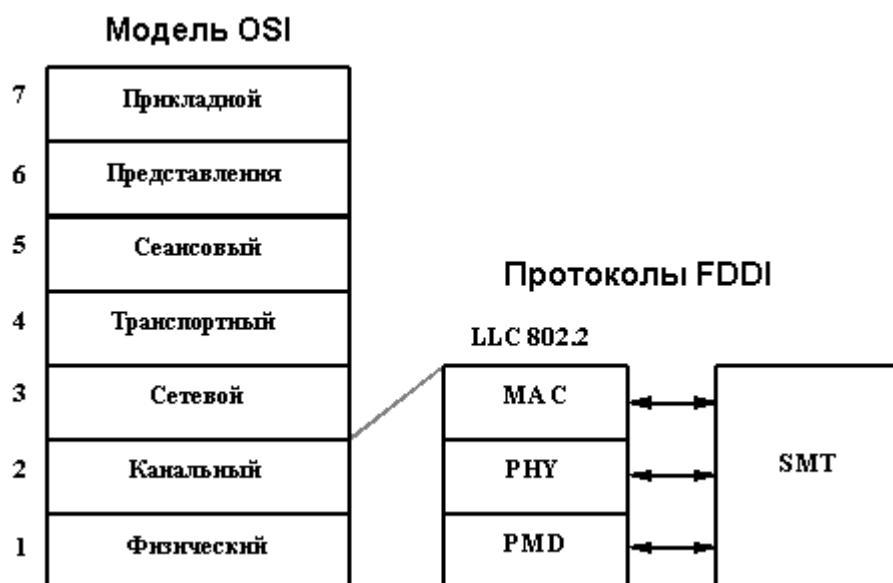 Модель OSI
7 Прикладной
6 Представления
5 Сеансовый
4 Транспортный
3 Сетевой
2 Канальный
1 Физический
Протоколы FDDI
LLC 802.2
MAC
PHY
PMD
SMT